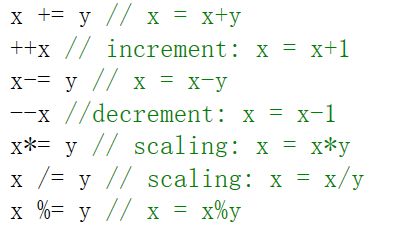 x += y // x = x+y
++x // increment: x = x+1
x-= y // x = x-y
--x //decrement: x = x-1
x*= y // scaling: x = x*y
x /= y // scaling: x = x/y
x %= y // x = x%y